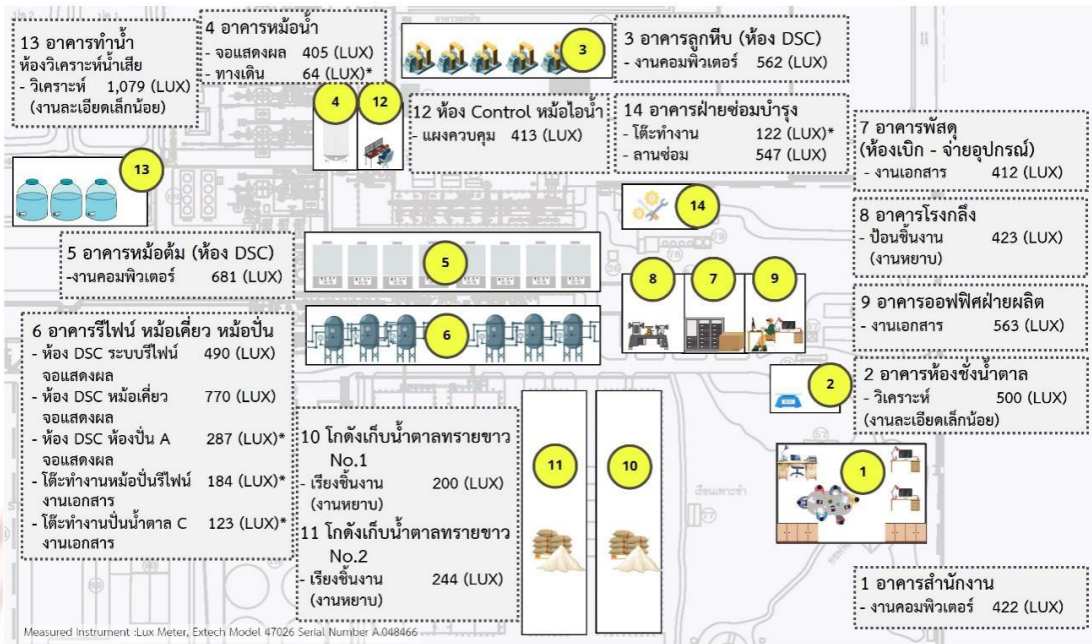 13 อาคารทำน้ำ
ห้องวิเคราะห์น้ำเสีย
- วิเคราะห์ 1,079 (LUX)
(งานละเอียดเล็กน้อย)
4 อาคารหม้อน้ำ
- จอแสดงผล 405 (LUX)
- ทางเดิน 64 (LUX)*
3
3 อาคารลูกหีบ (ห้อง DSC)
- งานคอมพิวเตอร์ 562 (LUX)
4
12
12 ห้อง Control หม้อไอน้ำ
- แผงควบคุม 413 (LUX)
14 อาคารฝ่ายซ่อมบำรุง
- โต๊ะทำงาน 122 (LUX)*
- ลานซ่อม 547 (LUX)
7 อาคารพัสดุ
(ห้องเบิก - จ่ายอุปกรณ์)
- งานเอกสาร 412 (LUX)
13
14
8 อาคารโรงกลึง
- ป้อนชิ้นงาน 423 (LUX)
(งานหยาบ)
5 อาคารหม้อต้ม (ห้อง DSC)
-งานคอมพิวเตอร์ 681 (LUX)
5
8
7
9
9 อาคารออฟฟิศฝ่ายผลิต
- งานเอกสาร 563 (LUX)
6 อาคารรีไฟน์ หม้อเคี่ยว หม้อปั่น
- ห้อง DSC ระบบรีไฟน์ 490 (LUX)
จอแสดงผล
- ห้อง DSC หม้อเคี่ยว 770 (LUX)
จอแสดงผล
- ห้อง DSC ห้องปั่น A 287 (LUX)*
จอแสดงผล
- โต๊ะทำงานหม้อปั่นรีไฟน์ 184 (LUX)*
งานเอกสาร
- โต๊ะทำงานปั่นน้ำตาล C 123 (LUX)*
งานเอกสาร
6
2
2 อาคารห้องชั่งน้ำตาล
- วิเคราะห์ 500 (LUX)
(งานละเอียดเล็กน้อย)
10 โกดังเก็บน้ำตาลทรายขาว
No.1
- เรียงชิ้นงาน 200 (LUX)
(งานหยาบ)
11 โกดังเก็บน้ำตาลทรายขาว
No.2
- เรียงชิ้นงาน 244 (LUX)
(งานหยาบ)
11
10
1
1 อาคารสำนักงาน
- งานคอมพิวเตอร์ 422 (LUX)
Measured Instrument :Lux Meter, Extech Model 47026 Serial Number A.048466